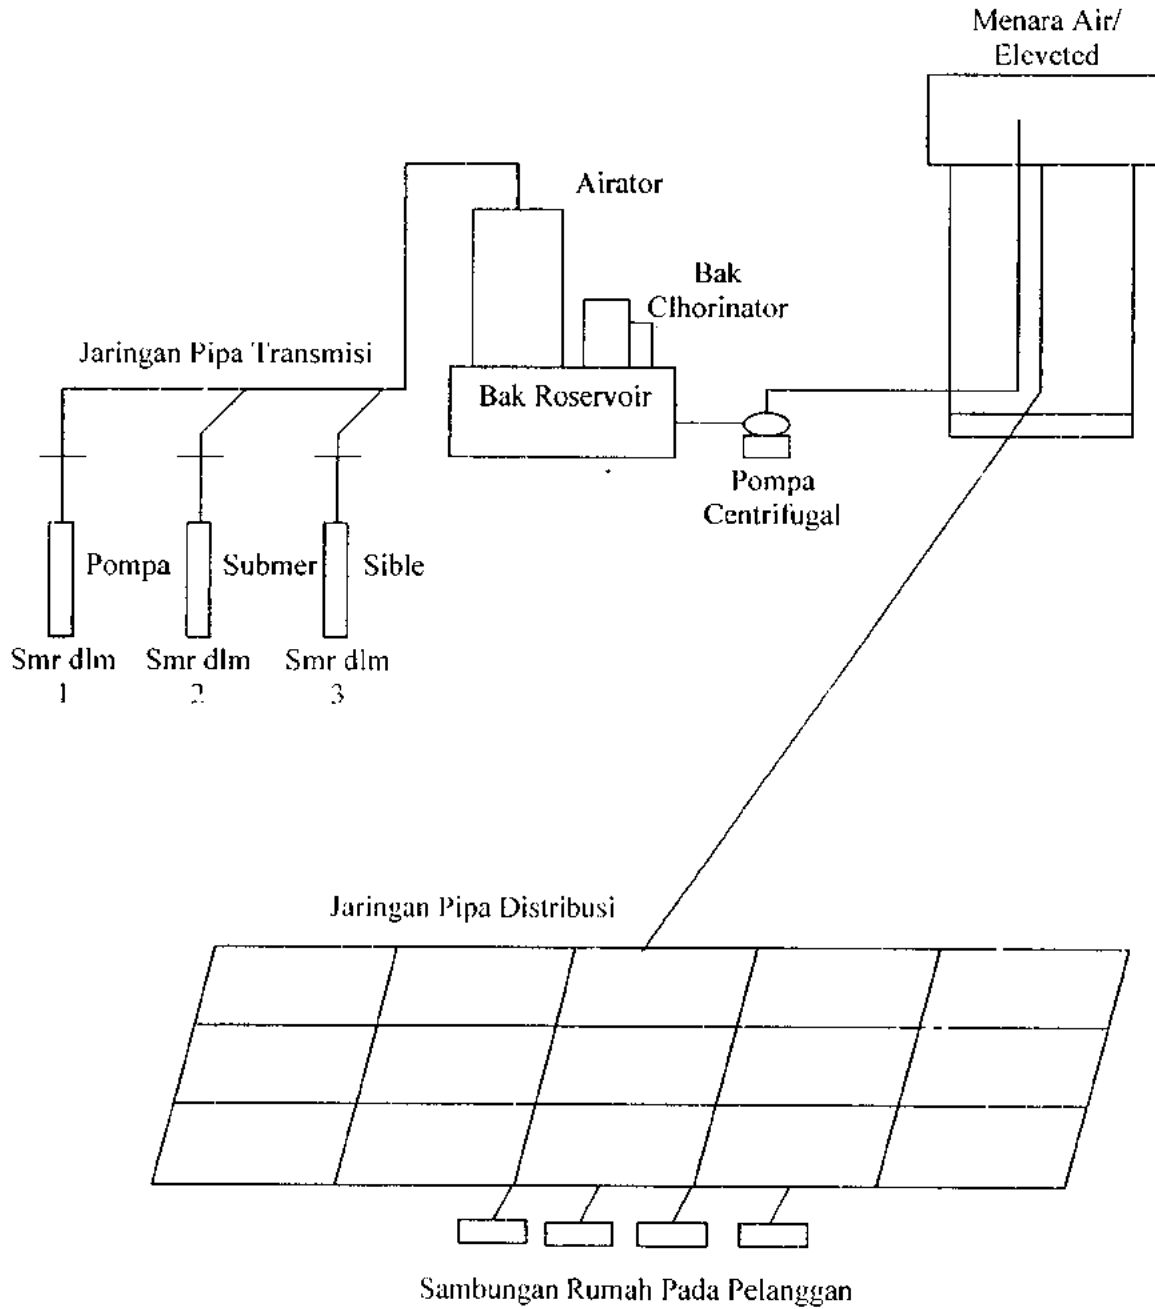 Menara Air/
Eleveted
Airator
Bak
Clhorinator
Jaringan Pipa Transmisi
Bak Roservoir
Pompa
Centrifugal
Pompa Submer Sible
Smr dlm Smr dlm Smr dlm
1 2 3
Jaringan Pipa Distribusi
Sambungan Rumah Pada Pelanggan